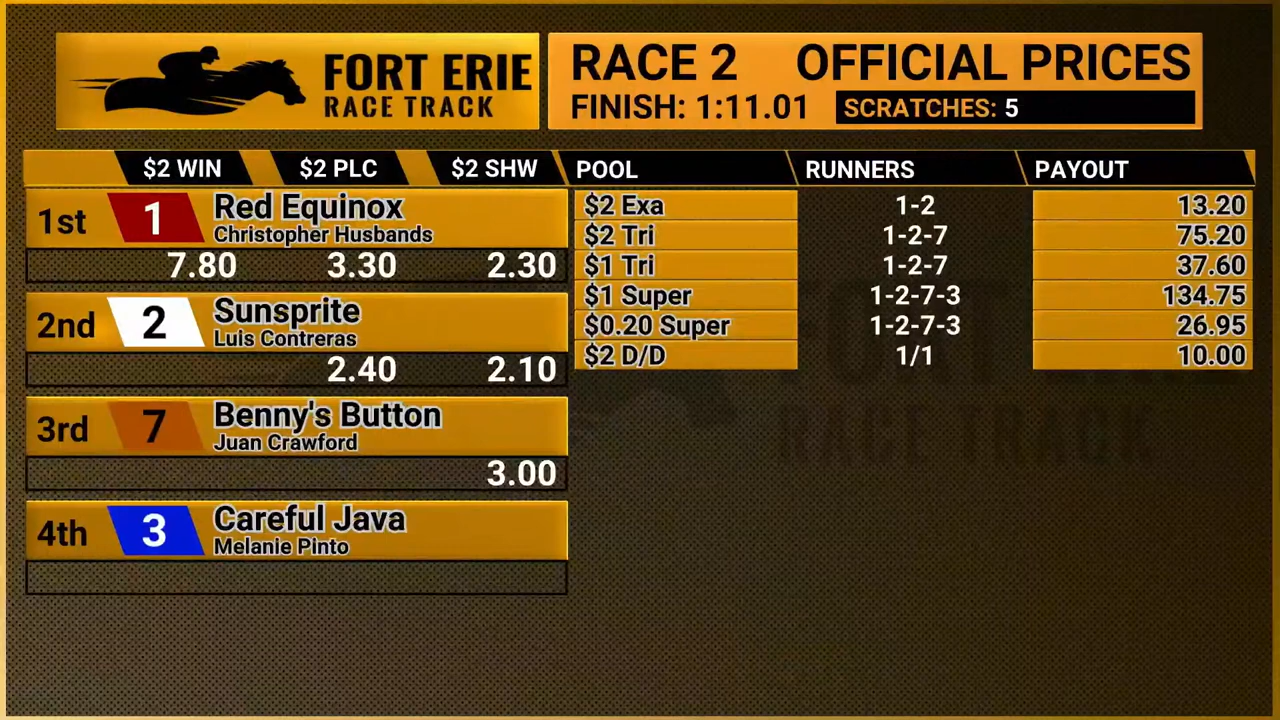 FORT ERIE
RACE TRACK
RACE 2 OFFICIAL PRICES
FINISH: 1:11.01 SCRATCHES: 5
$2 WIN $2 PLC $2 SHW
1st 1 Red Equinox
Christopher Husbands
7.80 3.30 2.30
2nd 2 Sunsprite
Luis Contreras
2.40 2.10
3rd 7 Benny's Button
Juan Crawford
3.00
4th 3 Careful Java
Melanie Pinto
POOL RUNNERS PAYOUT
$2 Exa 1-2 13.20
$2 Tri 1-2-7 75.20
$1 Tri 1-2-7 37.60
$1 Super 1-2-7-3 134.75
$0.20 Super 1-2-7-3 26.95
$2 D/D 1/1 10.00
RACE TRACK